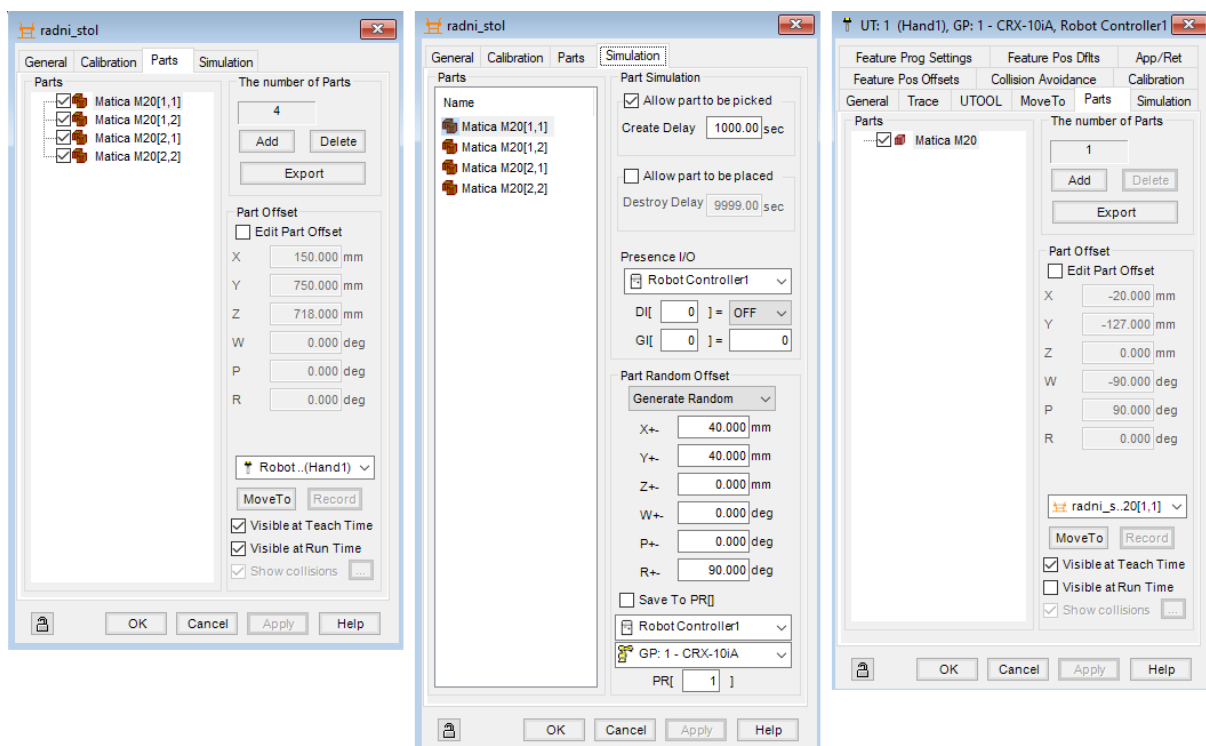 radni_stol
General Calibration Parts Simulation
Parts
Matica M20[1,1]
Matica M20[1,2]
Matica M20[2,1]
Matica M20[2,2]
The number of Parts
4
Add Delete
Export
Part Offset
Edit Part Offset
X 150.000 mm
Y 750.000 mm
Z 718.000 mm
W 0.000 deg
P 0.000 deg
R 0.000 deg
Robot..(Hand1)
MoveTo Record
Visible at Teach Time
Visible at Run Time
Show collisions ...
OK Cancel Apply Help
radni_stol
General Calibration Parts Simulation
Parts
Name
Matica M20[1,1]
Matica M20[1,2]
Matica M20[2,1]
Matica M20[2,2]
Part Simulation
Allow part to be picked
Create Delay 1000.00 sec
Allow part to be placed
Destroy Delay 9999.00 sec
Presence I/O
Robot Controller1
DI[ 0 ] = OFF
GI[ 0 ] = 0
Part Random Offset
Generate Random
X+- 40.000 mm
Y+- 40.000 mm
Z+- 0.000 mm
W+- 0.000 deg
P+- 0.000 deg
R+- 90.000 deg
Save To PR[]
Robot Controller1
GP: 1 - CRX-10iA
PR[ 1 ]
OK Cancel Apply Help
UT: 1 (Hand1), GP: 1 - CRX-10iA, Robot Controller1
Feature Prog Settings Feature Pos Dflts App/Ret
Feature Pos Offsets Collision Avoidance Calibration
General Trace UTOOL MoveTo Parts Simulation
Parts
Matica M20
The number of Parts
1
Add Delete
Export
Part Offset
Edit Part Offset
X -20.000 mm
Y -127.000 mm
Z 0.000 mm
W -90.000 deg
P 90.000 deg
R 0.000 deg
radni_s..20[1,1]
MoveTo Record
Visible at Teach Time
Visible at Run Time
Show collisions ...
OK Cancel Apply Help